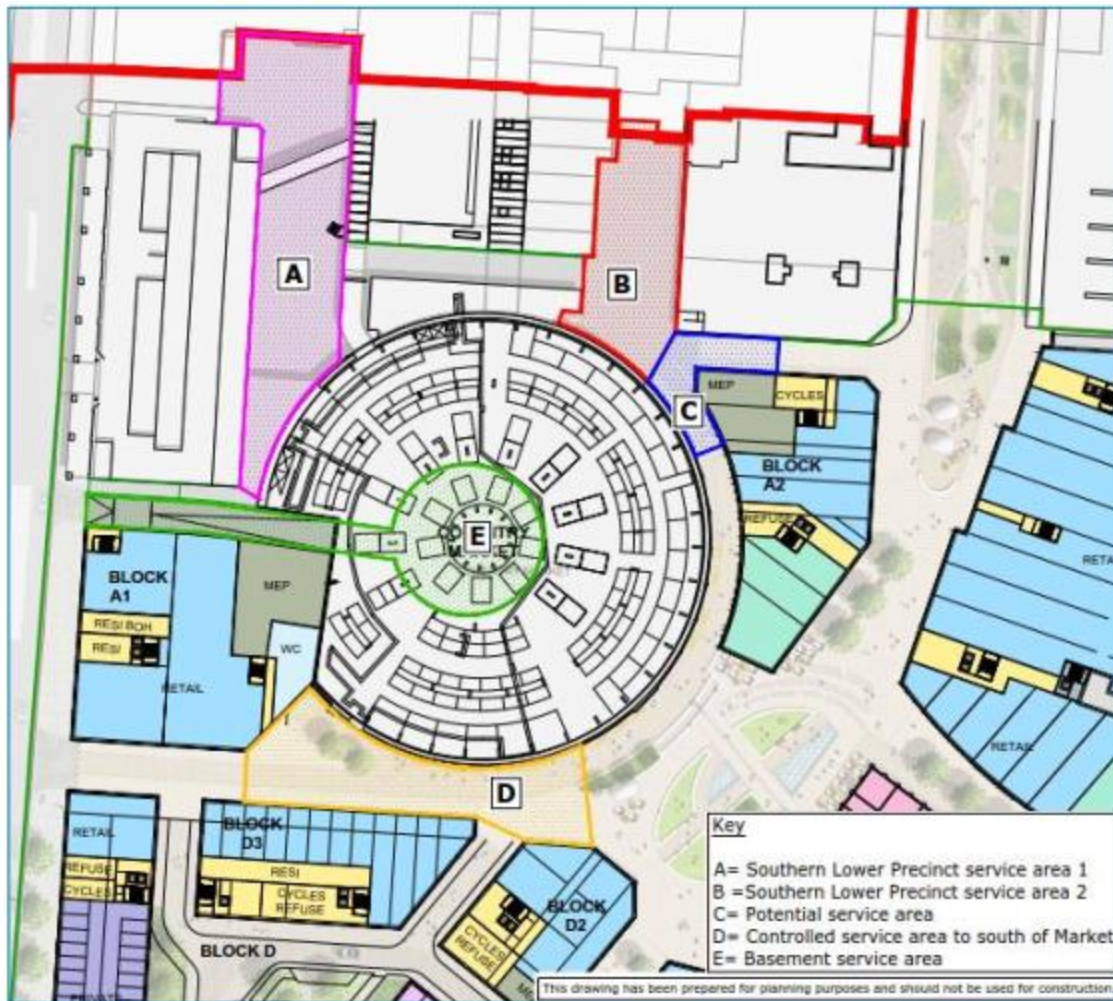 A
B
C
MEP
CYCLES
BLOCK
A2
REFUSE
E
BLOCK
A1
MEP
RESI BOH
RESI
WC
RETAIL
RETAIL
RETAIL
D
BLOCK
D3
RETAIL
REFUSE
CYCLES
RESI
CYCLES
REFUSE
BLOCK
D2
CYCLES
REFUSE
BLOCK D
Key
A= Southern Lower Precinct service area 1
B =Southern Lower Precinct service area 2
C= Potential service area
D= Controlled service area to south of Market
E= Basement service area
This drawing has been prepared for planning purposes and should not be used for construction